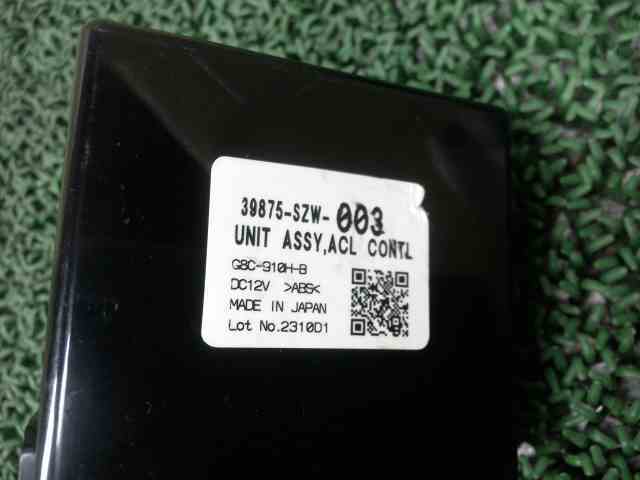 39875-SZW-003
UNIT ASSY,ACL CONTL
G8C-910H-B
DC12V >ABS<
MADE IN JAPAN
Lot No.2310D1